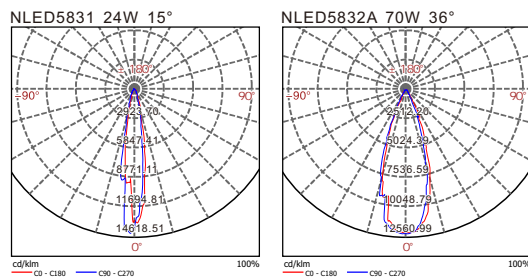 NLED5831 24W 15°
± 180°
÷90° 90°
2923.70
5847.41
8771.11
11694.81
14618.51
0°
cd/klm 100%
C0 - C180 C90 - C270
NLED5832A 70W 36°
± 180°
÷90° 90°
2512.20
5024.39
7536.59
10048.79
12560.99
0°
cd/klm 100%
C0 - C180 C90 - C270